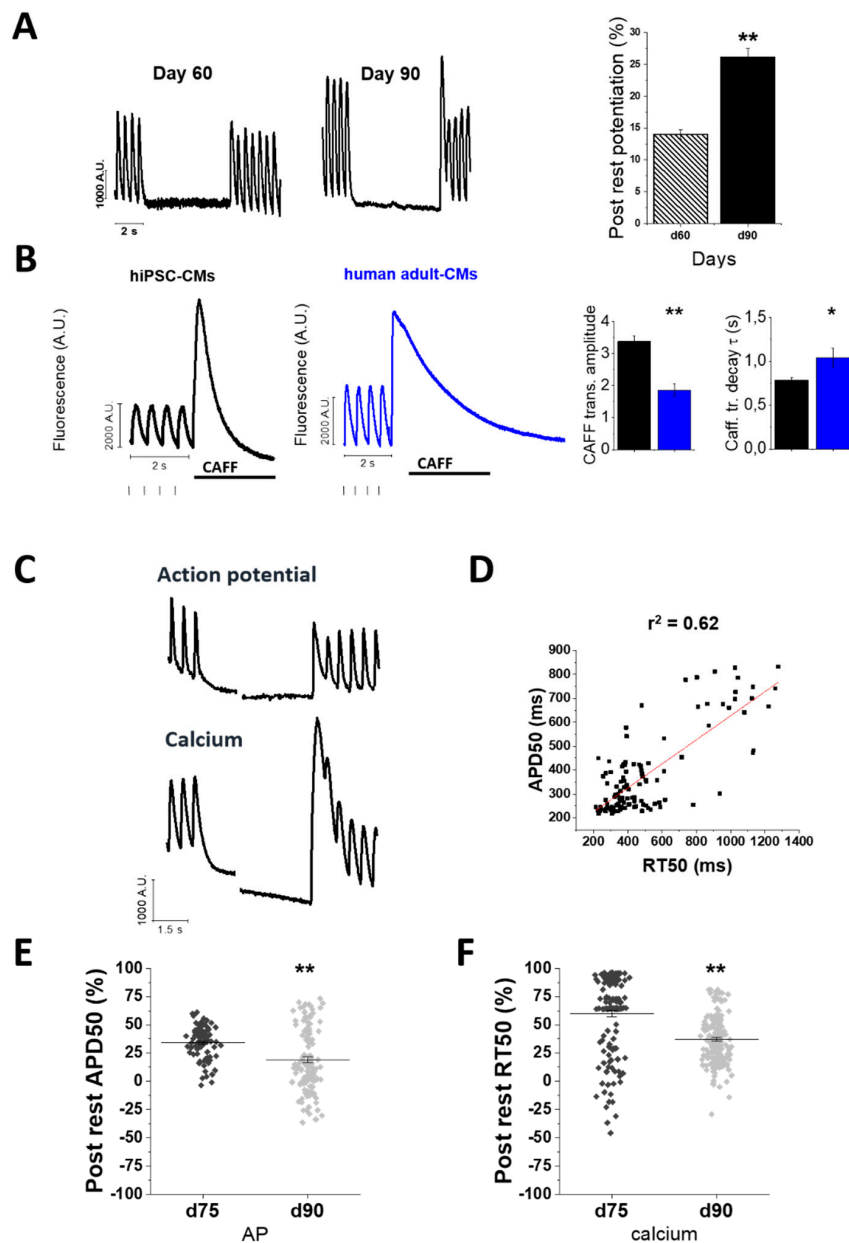 A
Day 60
Day 90
1000 A.U.
2 s
Post rest potentiation (%)
30
25
20
15
10
5
0
**
d60
d90
Days
B
hiPSC-CMs
human adult-CMs
Fluorescence (A.U.)
2000 A.U.
2 s
CAFF
Fluorescence (A.U.)
2000 A.U.
2 s
CAFF
CAFF trans. amplitude
4
3
2
1
0
**
Caff. tr. decay τ (s)
1,5
1,0
0,5
0,0
*
C
Action potential
Calcium
1000 A.U.
1.5 s
D
r² = 0.62
APD50 (ms)
900
800
700
600
500
400
300
200
200 400 600 800 1000 1200 1400
RT50 (ms)
E
Post rest APD50 (%)
100
75
50
25
0
-25
-50
-75
-100
**
d75 d90
AP
F
Post rest RT50 (%)
100
75
50
25
0
-25
-50
-75
-100
**
d75 d90
calcium